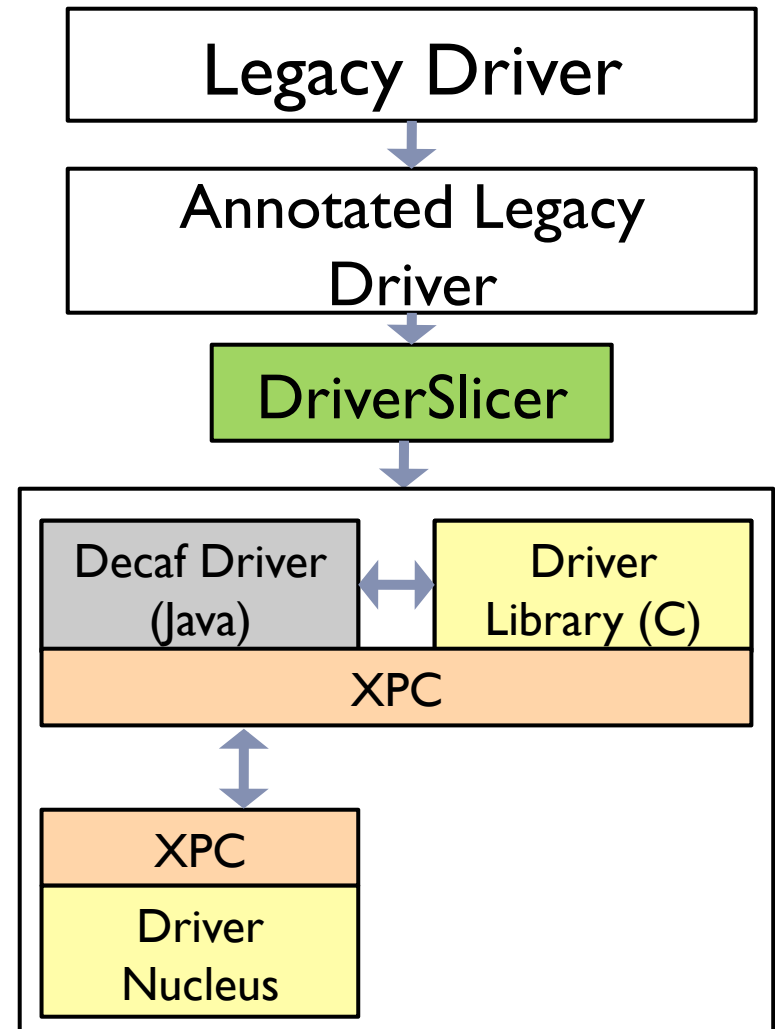 Legacy Driver
Annotated Legacy
Driver
DriverSlicer
Decaf Driver
(Java)
Driver
Library (C)
XPC
XPC
Driver
Nucleus